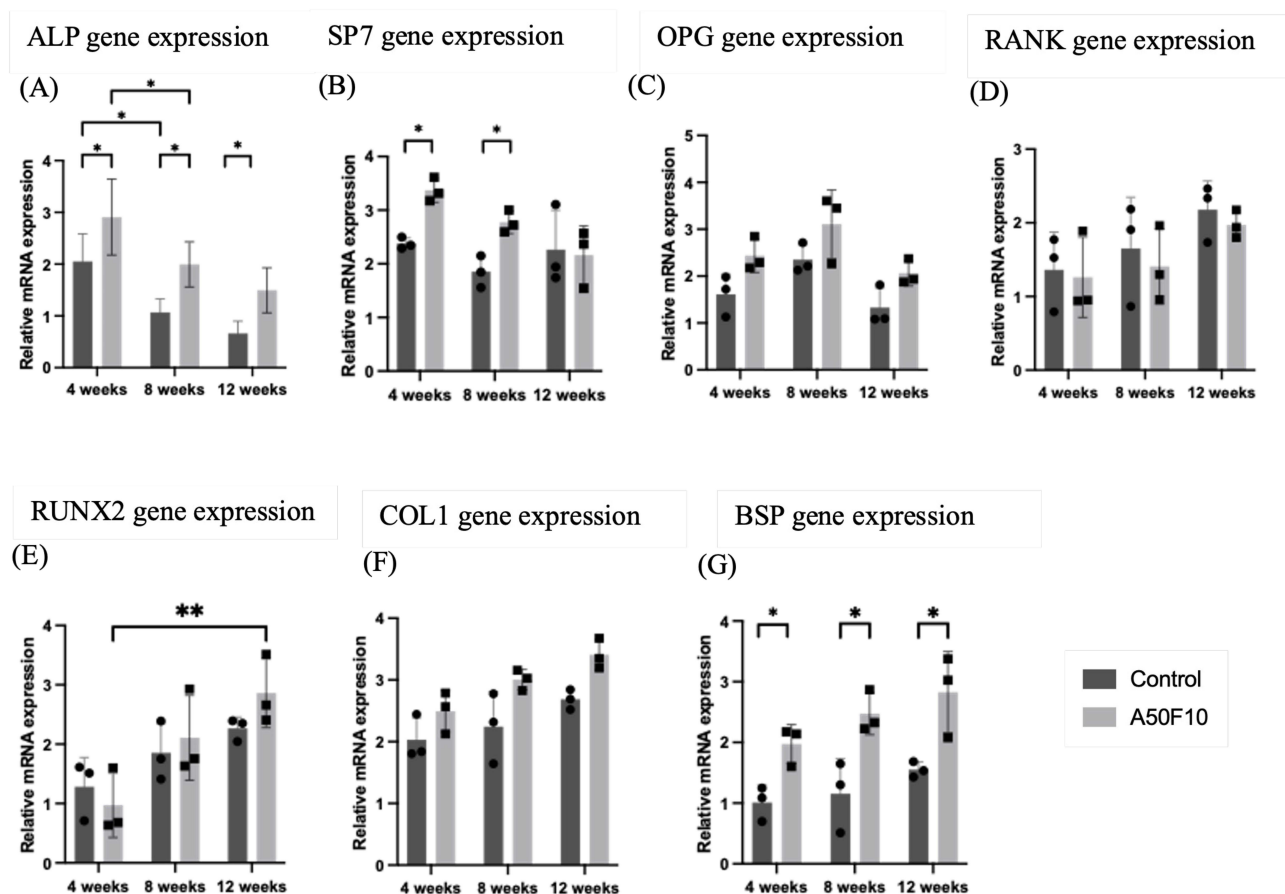 ALP gene expression
SP7 gene expression
OPG gene expression
RANK gene expression
(A)
(B)
(C)
(D)
* * * * *
* *
Relative mRNA expression
4
3
2
1
0
4 weeks 8 weeks 12 weeks
Relative mRNA expression
4
3
2
1
0
4 weeks 8 weeks 12 weeks
Relative mRNA expression
5
4
3
2
1
0
4 weeks 8 weeks 12 weeks
Relative mRNA expression
3
2
1
0
4 weeks 8 weeks 12 weeks
RUNX2 gene expression
COL1 gene expression
BSP gene expression
(E)
(F)
(G)
**
* * *
Relative mRNA expression
4
3
2
1
0
4 weeks 8 weeks 12 weeks
Relative mRNA expression
4
3
2
1
0
4 weeks 8 weeks 12 weeks
Relative mRNA expression
4
3
2
1
0
4 weeks 8 weeks 12 weeks
Control
A50F10